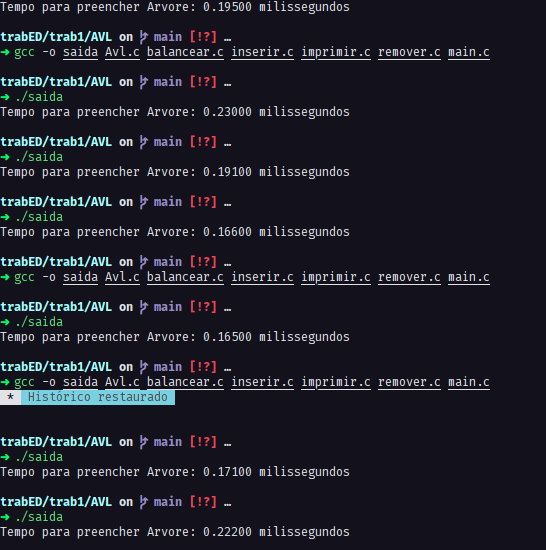 Tempo para preencher Arvore: 0.19500 milissegundos
trabED/trab1/AVL on main [!?] …
➜ gcc -o saida Avl.c balancear.c inserir.c imprimir.c remover.c main.c
trabED/trab1/AVL on main [!?] …
➜ ./saida
Tempo para preencher Arvore: 0.23000 milissegundos
trabED/trab1/AVL on main [!?] …
➜ ./saida
Tempo para preencher Arvore: 0.19100 milissegundos
trabED/trab1/AVL on main [!?] …
➜ ./saida
Tempo para preencher Arvore: 0.16600 milissegundos
trabED/trab1/AVL on main [!?] …
➜ gcc -o saida Avl.c balancear.c inserir.c imprimir.c remover.c main.c
trabED/trab1/AVL on main [!?] …
➜ ./saida
Tempo para preencher Arvore: 0.16500 milissegundos
trabED/trab1/AVL on main [!?] …
➜ gcc -o saida Avl.c balancear.c inserir.c imprimir.c remover.c main.c
* Histórico restaurado
trabED/trab1/AVL on main [!?] …
➜ ./saida
Tempo para preencher Arvore: 0.17100 milissegundos
trabED/trab1/AVL on main [!?] …
➜ ./saida
Tempo para preencher Arvore: 0.22200 milissegundos